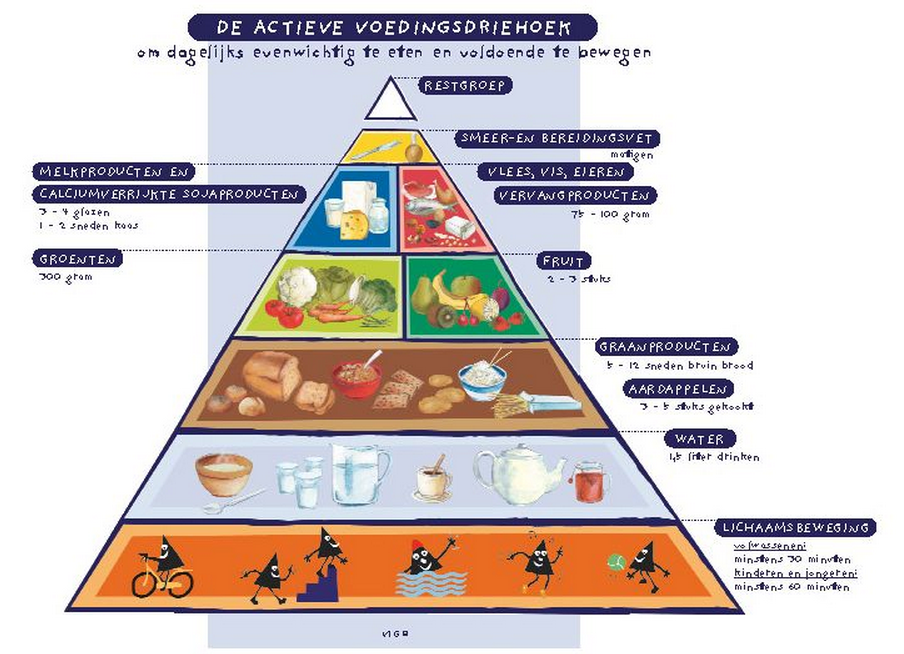 DE ACTIEVE VOEDINGSDRIEHOEK
om dagelijks evenwichtig te eten en voldoende te bewegen
RESTGROEP
SMEER-EN BEREIDINGSVET
matigen
MELKPRODUCTEN EN
CALCIUMVERRIJKTE SOJAPRODUCTEN
3 - 4 glazen
1 - 2 sneden kaas
VLEES, VIS, EIEREN
VERVANGPRODUCTEN
75 - 100 gram
GROENTEN
300 gram
FRUIT
2 - 3 stuks
GRAANPRODUCTEN
5 - 12 sneden bruin brood
AARDAPPELEN
3 - 5 stuks gekookt
WATER
1,5 liter drinken
LICHAAMSBEWEGING
volwassenen:
minstens 30 minuten
kinderen en jongeren:
minstens 60 minuten
VIG